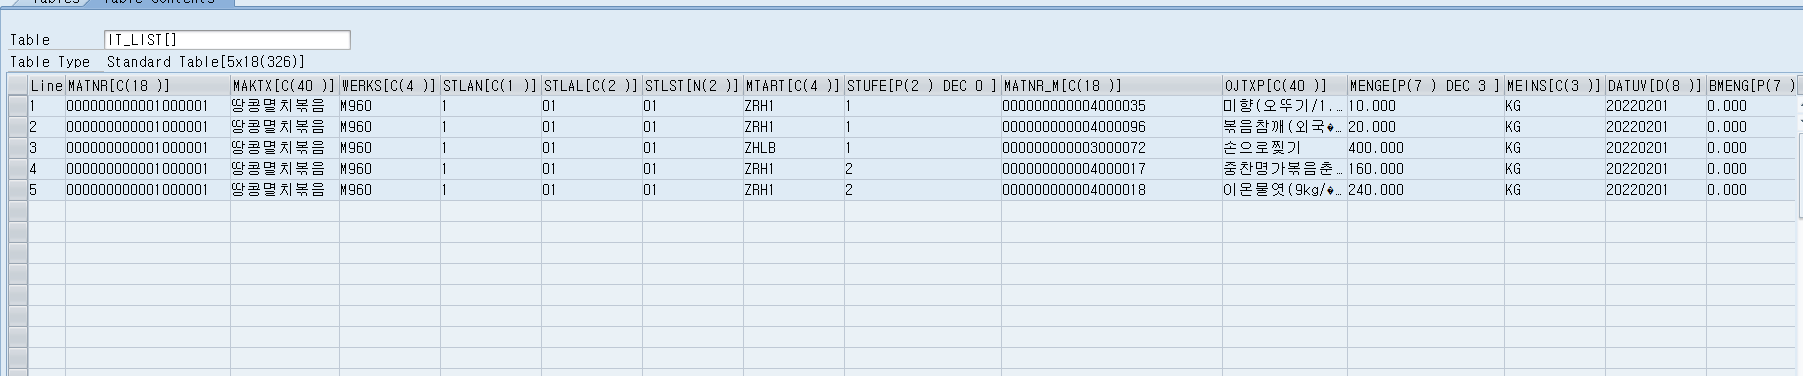 Tables Table Contents
Table IT_LIST[]
Table Type Standard Table[5x18(326)]
Line MATNR[C(18 )] MAKTX[C(40 )] WERKS[C(4 )] STLAN[C(1 )] STLAL[C(2 )] STLST[N(2 )] MTART[C(4 )] STUFE[P(2 ) DEC 0 ] MATNR_M[C(18 )] OJTXP[C(40 )] MENGE[P(7 ) DEC 3 ] MEINS[C(3 )] DATUV[D(8 )] BMENG[P(7 )
1 000000000001000001 땅콩멸치볶음 M960 1 01 01 ZRH1 1 000000000004000035 미향(오뚜기/1... 10.000 KG 20220201 0.000
2 000000000001000001 땅콩멸치볶음 M960 1 01 01 ZRH1 1 000000000004000096 볶음참깨(외국�... 20.000 KG 20220201 0.000
3 000000000001000001 땅콩멸치볶음 M960 1 01 01 ZHLB 1 000000000003000072 손으로찢기 400.000 KG 20220201 0.000
4 000000000001000001 땅콩멸치볶음 M960 1 01 01 ZRH1 2 000000000004000017 중찬명가볶음춘... 160.000 KG 20220201 0.000
5 000000000001000001 땅콩멸치볶음 M960 1 01 01 ZRH1 2 000000000004000018 이온물엿(9kg/�... 240.000 KG 20220201 0.000